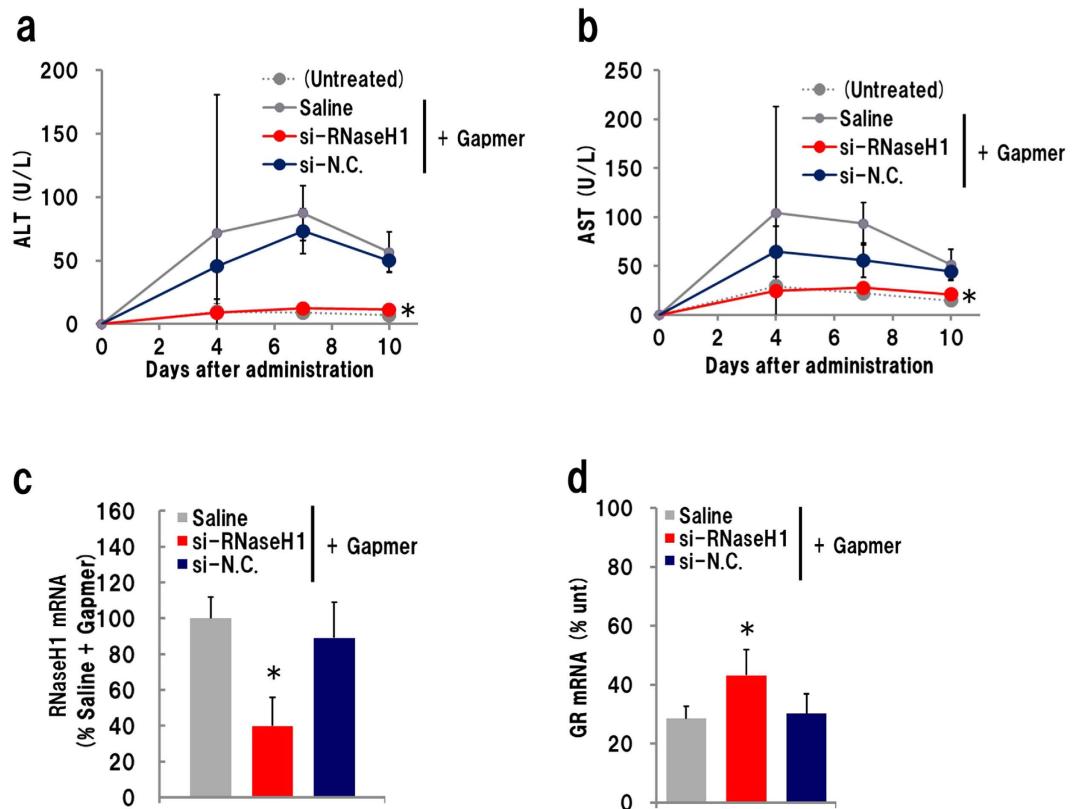 a
200
150
100
50
0
ALT (U/L)
(Untreated)
Saline
si-RNaseH1
si-N.C.
+ Gapmer
*
0 2 4 6 8 10
Days after administration
b
250
200
150
100
50
0
AST (U/L)
(Untreated)
Saline
si-RNaseH1
si-N.C.
+ Gapmer
*
0 2 4 6 8 10
Days after administration
c
160
140
120
100
80
60
40
20
0
RNaseH1 mRNA
(% Saline + Gapmer)
Saline
si-RNaseH1
si-N.C.
+ Gapmer
*
d
100
80
60
40
20
0
GR mRNA (% unt)
Saline
si-RNaseH1
si-N.C.
+ Gapmer
*